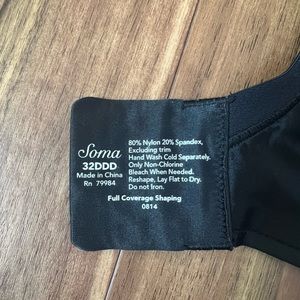 Soma
32DDD
Made in China
Rn 79984
80% Nylon 20% Spandex,
Excluding trim
Hand Wash Cold Separately.
Only Non-Chlorine
Bleach When Needed.
Reshape, Lay Flat to Dry.
Do not Iron.
Full Coverage Shaping
0814